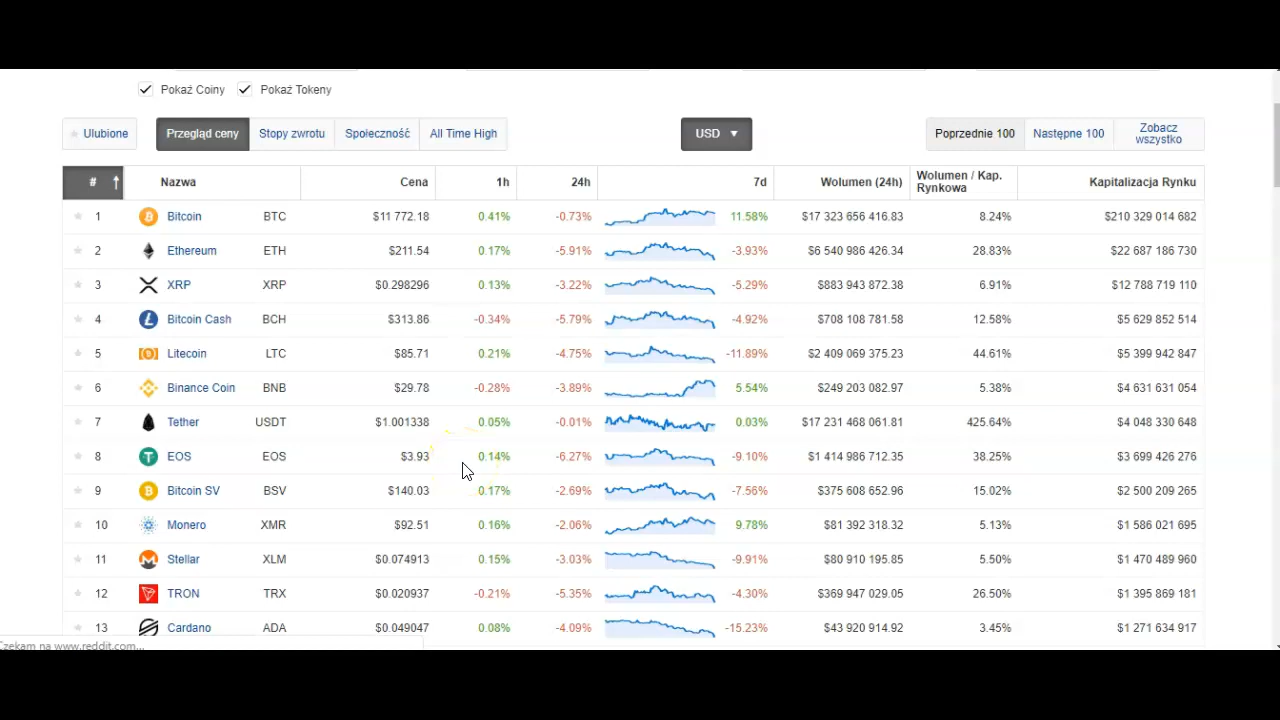 Pokaż Coiny Pokaż Tokeny
Ulubione Przegląd ceny Stopy zwrotu Społeczność All Time High USD Poprzednie 100 Następne 100 Zobacz wszystko
# Nazwa Cena 1h 24h 7d Wolumen (24h) Wolumen / Kap. Rynkowa Kapitalizacja Rynku
1 Bitcoin BTC $11 772.18 0.41% -0.73% 11.58% $17 323 656 416.83 8.24% $210 329 014 682
2 Ethereum ETH $211.54 0.17% -5.91% -3.93% $6 540 986 426.34 28.83% $22 687 186 730
3 XRP XRP $0.298296 0.13% -3.22% -5.29% $883 943 872.38 6.91% $12 788 719 110
4 Bitcoin Cash BCH $313.86 -0.34% -5.79% -4.92% $708 108 781.58 12.58% $5 629 852 514
5 Litecoin LTC $85.71 0.21% -4.75% -11.89% $2 409 069 375.23 44.61% $5 399 942 847
6 Binance Coin BNB $29.78 -0.28% -3.89% 5.54% $249 203 082.97 5.38% $4 631 631 054
7 Tether USDT $1.001338 0.05% -0.01% 0.03% $17 231 468 061.81 425.64% $4 048 330 648
8 EOS EOS $3.93 0.14% -6.27% -9.10% $1 414 986 712.35 38.25% $3 699 426 276
9 Bitcoin SV BSV $140.03 0.17% -2.69% -7.56% $375 608 652.96 15.02% $2 500 209 265
10 Monero XMR $92.51 0.16% -2.06% 9.78% $81 392 318.32 5.13% $1 586 021 695
11 Stellar XLM $0.074913 0.15% -3.03% -9.91% $80 910 195.85 5.50% $1 470 489 960
12 TRON TRX $0.020937 -0.21% -5.35% -4.30% $369 947 029.05 26.50% $1 395 869 181
13 Cardano ADA $0.049047 0.08% -4.09% -15.23% $43 920 914.92 3.45% $1 271 634 917
Czekam na www.reddit.com...